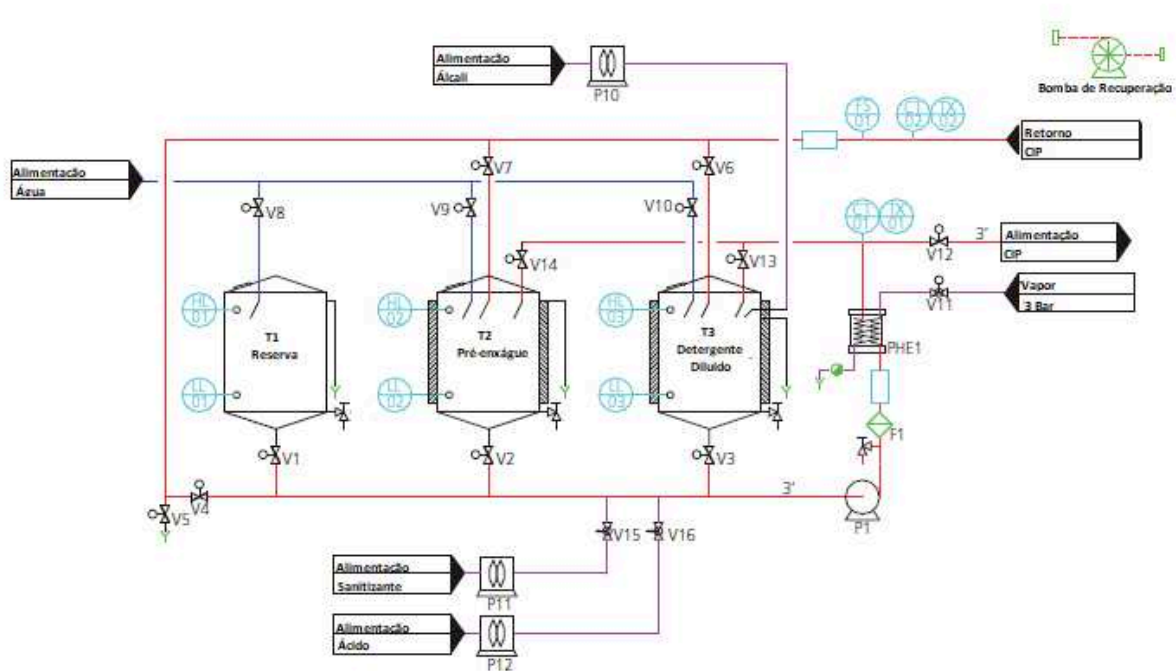 Alimentação
Álcali
P10
Bomba de Recuperação
FS
01
CT
02
TX
02
Retorno
CIP
Alimentação
Água
V7
V6
V8
V9
V10
CT
01
TX
01
3'
Alimentação
CIP
V12
V14
V13
Vapor
3 Bar
V11
HL
01
HL
02
HL
03
T1
Reserva
T2
Pré-enxágue
T3
Detergente
Diluído
PHE1
LL
01
LL
02
LL
03
F1
V1
V2
V3
3'
V4
V5
P1
V15
V16
Alimentação
Sanitizante
P11
Alimentação
Ácido
P12